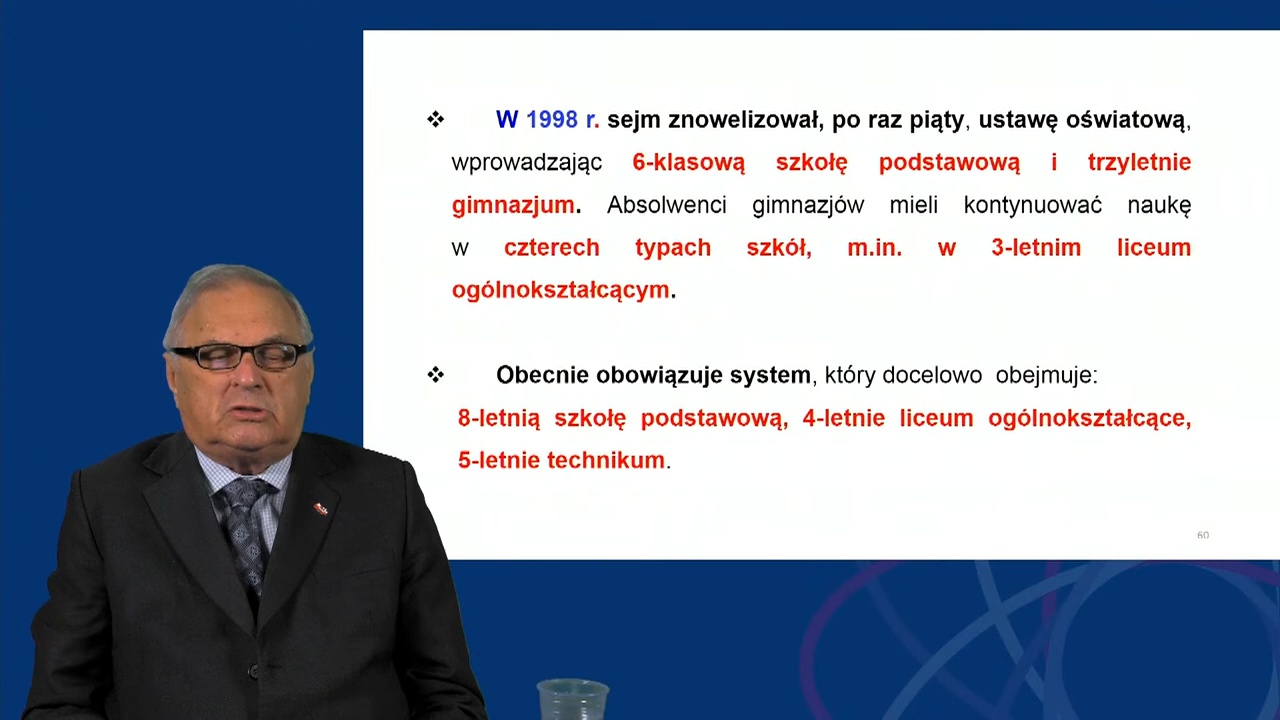 ❖ W 1998 r. sejm znowelizował, po raz piąty, ustawę oświatową,
wprowadzając 6-klasową szkołę podstawową i trzyletnie
gimnazjum. Absolwenci gimnazjów mieli kontynuować naukę
w czterech typach szkół, m.in. w 3-letnim liceum
ogólnokształcącym.
❖ Obecnie obowiązuje system, który docelowo obejmuje:
8-letnią szkołę podstawową, 4-letnie liceum ogólnokształcące,
5-letnie technikum.
60